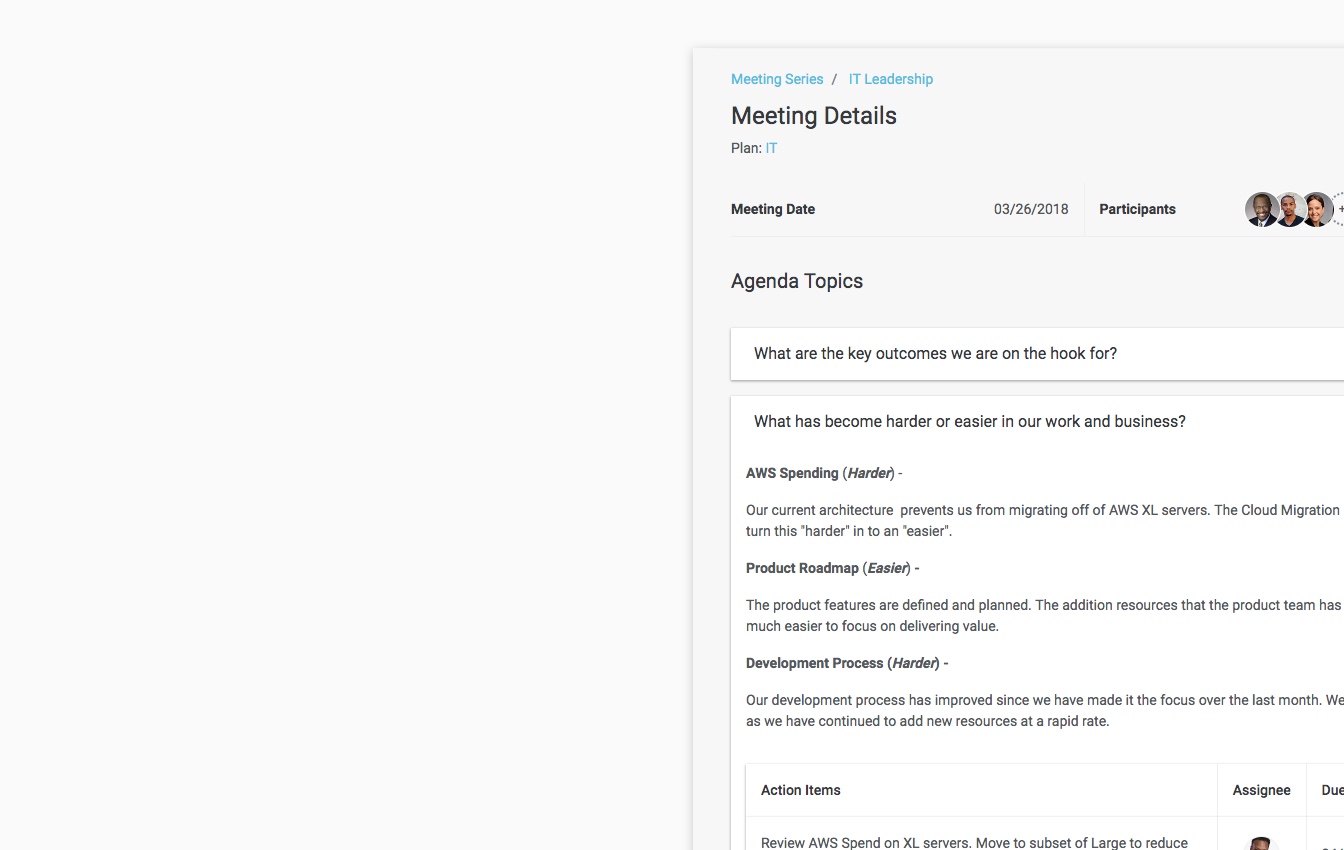 Meeting Series / IT Leadership
Meeting Details
Plan: IT
Meeting Date 03/26/2018 Participants +
Agenda Topics
What are the key outcomes we are on the hook for?
What has become harder or easier in our work and business?
AWS Spending (Harder) -
Our current architecture  prevents us from migrating off of AWS XL servers. The Cloud Migration
turn this "harder" in to an "easier".
Product Roadmap (Easier) -
The product features are defined and planned. The addition resources that the product team has
much easier to focus on delivering value.
Development Process (Harder) -
Our development process has improved since we have made it the focus over the last month. We
as we have continued to add new resources at a rapid rate.
Action Items Assignee Due
Review AWS Spend on XL servers. Move to subset of Large to reduce